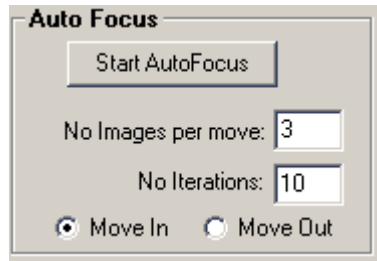 Auto Focus
Start AutoFocus
No Images per move: 3
No Iterations: 10
Move In Move Out